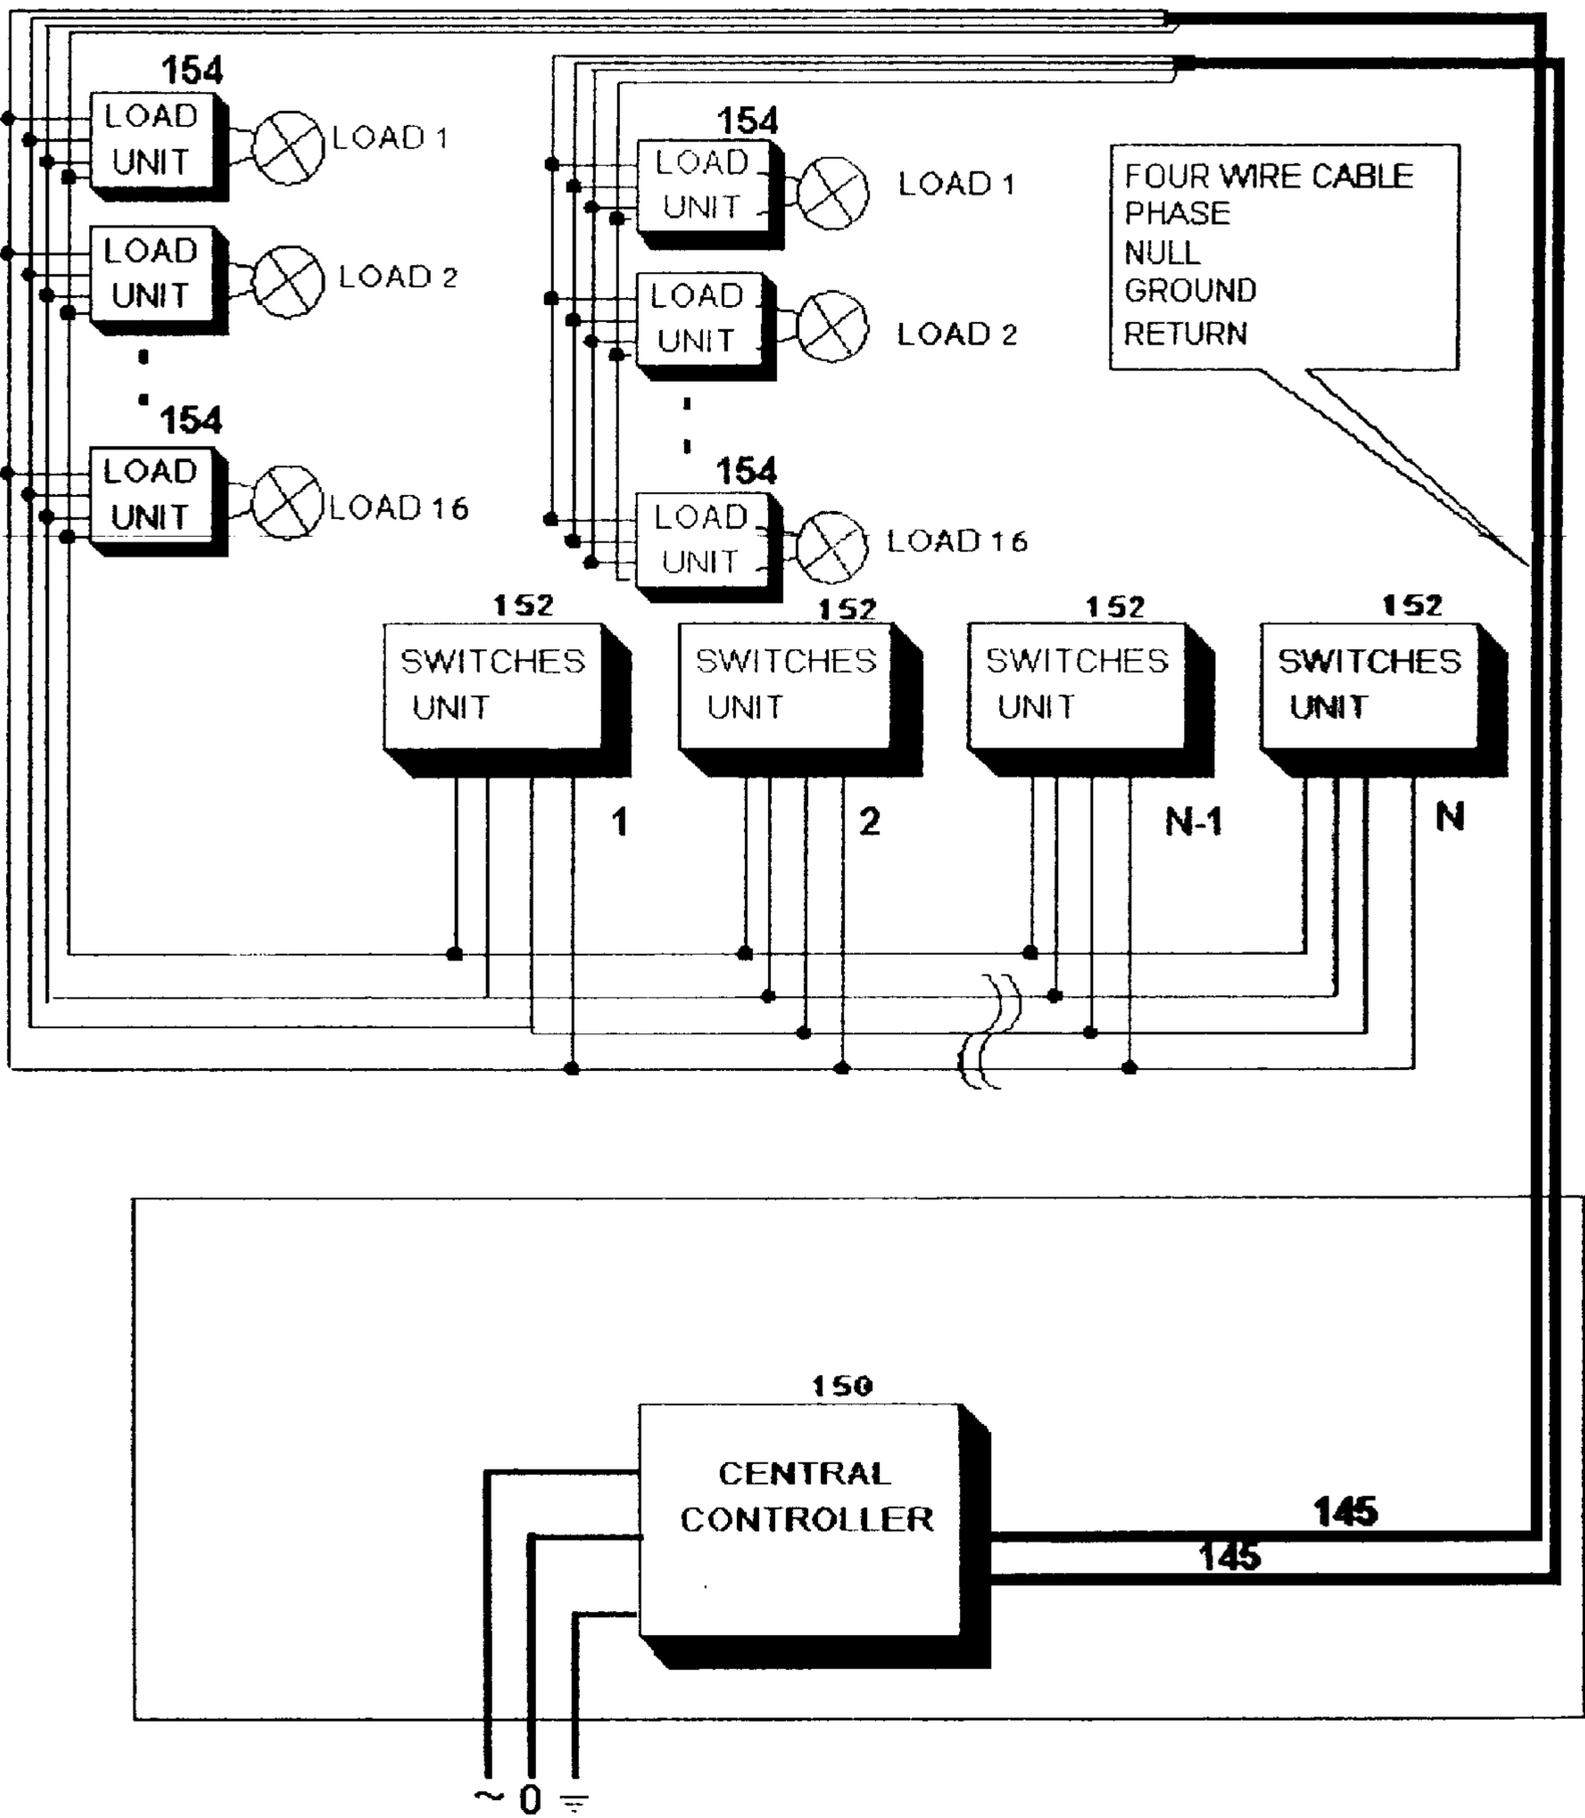 154
LOAD
UNIT
LOAD 1
LOAD
UNIT
LOAD 2
154
LOAD
UNIT
LOAD 16
154
LOAD
UNIT
LOAD 1
LOAD
UNIT
LOAD 2
154
LOAD
UNIT
LOAD 16
FOUR WIRE CABLE
PHASE
NULL
GROUND
RETURN
152
SWITCHES
UNIT
1
152
SWITCHES
UNIT
2
152
SWITCHES
UNIT
N-1
152
SWITCHES
UNIT
N
150
CENTRAL
CONTROLLER
145
145
~ 0